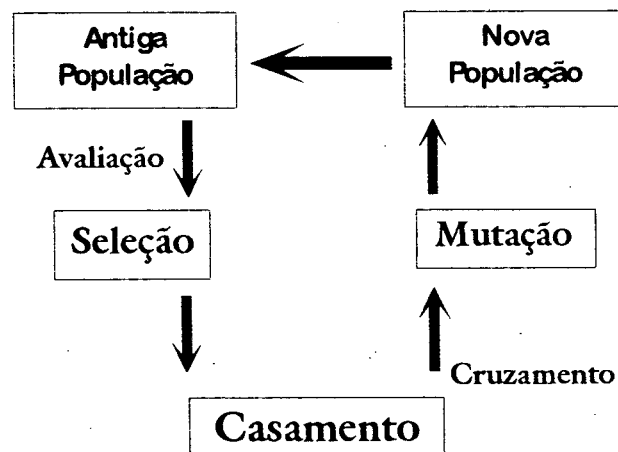 Antiga
População
Nova
População
Avaliação
Seleção
Mutação
Cruzamento
Casamento